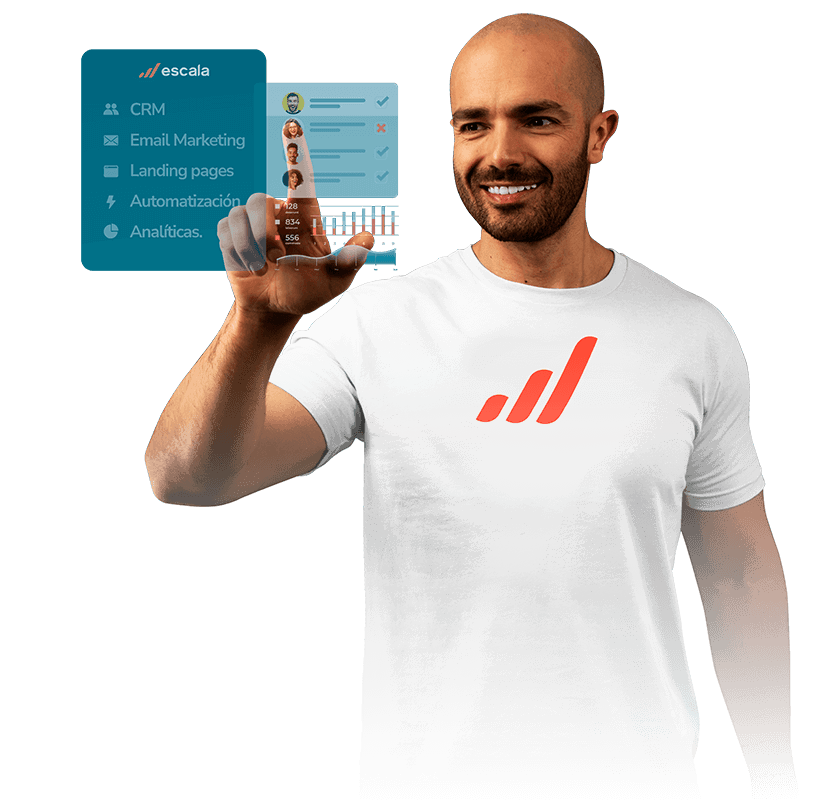 escala
CRM
Email Marketing
Landing pages
Automatización
Analíticas.
128
834
556